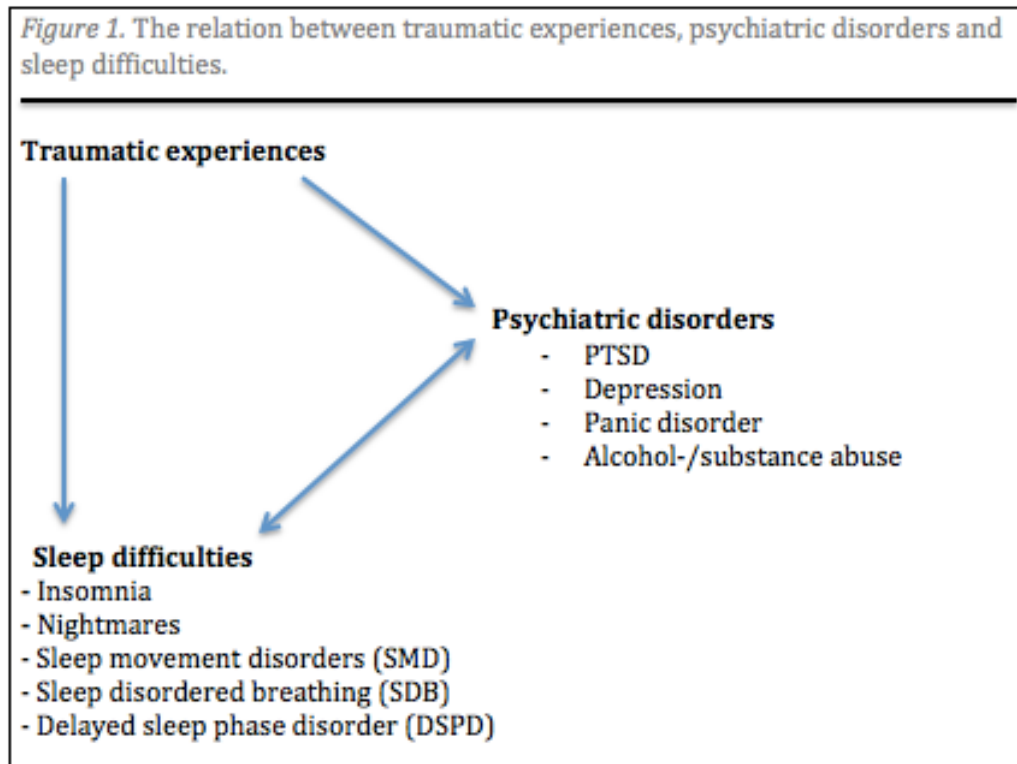 Figure 1. The relation between traumatic experiences, psychiatric disorders and
sleep difficulties.
Traumatic experiences
Psychiatric disorders
- PTSD
- Depression
- Panic disorder
- Alcohol-/substance abuse
Sleep difficulties
- Insomnia
- Nightmares
- Sleep movement disorders (SMD)
- Sleep disordered breathing (SDB)
- Delayed sleep phase disorder (DSPD)